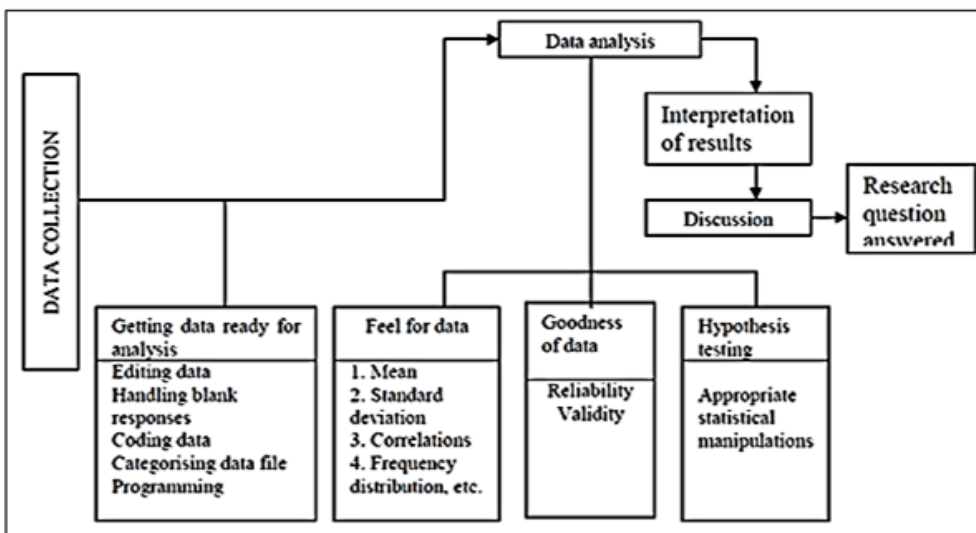 DATA COLLECTION
Data analysis
Interpretation
of results
Discussion
Research
question
answered
Getting data ready for
analysis
Editing data
Handling blank
responses
Coding data
Categorising data file
Programming
Feel for data
1. Mean
2. Standard
deviation
3. Correlations
4. Frequency
distribution, etc.
Goodness
of data
Reliability
Validity
Hypothesis
testing
Appropriate
statistical
manipulations